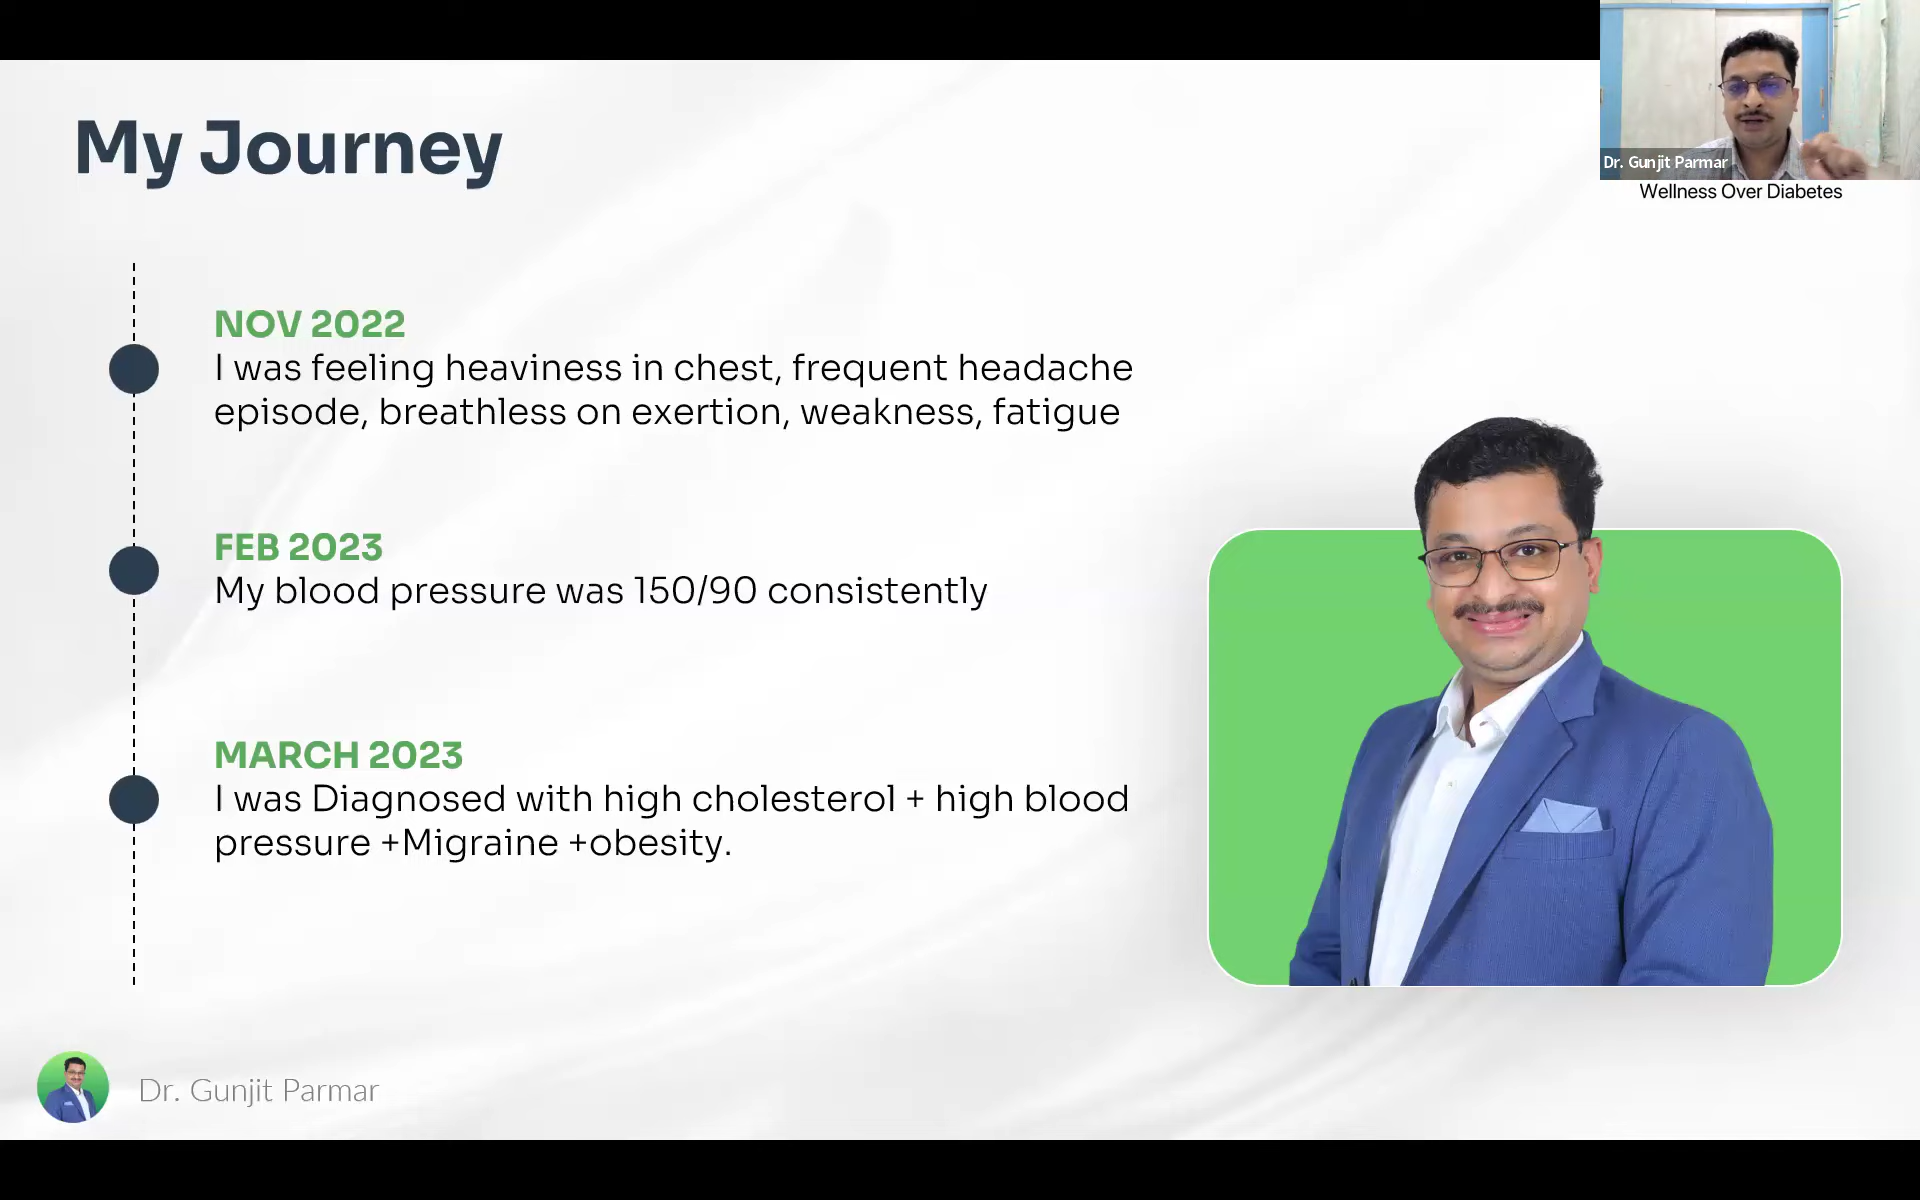 My Journey
Dr. Gunjit Parmar
Wellness Over Diabetes
NOV 2022
I was feeling heaviness in chest, frequent headache
episode, breathless on exertion, weakness, fatigue
FEB 2023
My blood pressure was 150/90 consistently
MARCH 2023
I was Diagnosed with high cholesterol + high blood
pressure +Migraine +obesity.
Dr. Gunjit Parmar